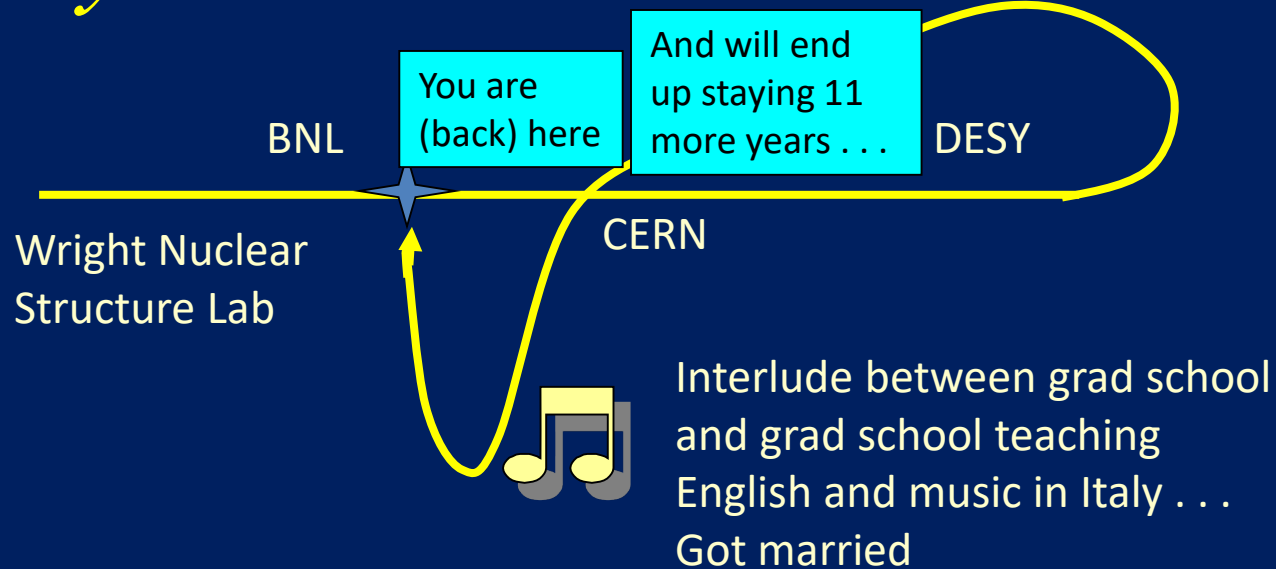 You are
(back) here
And will end
up staying 11
more years . . .
BNL
DESY
CERN
Wright Nuclear
Structure Lab
Interlude between grad school
and grad school teaching
English and music in Italy . . .
Got married